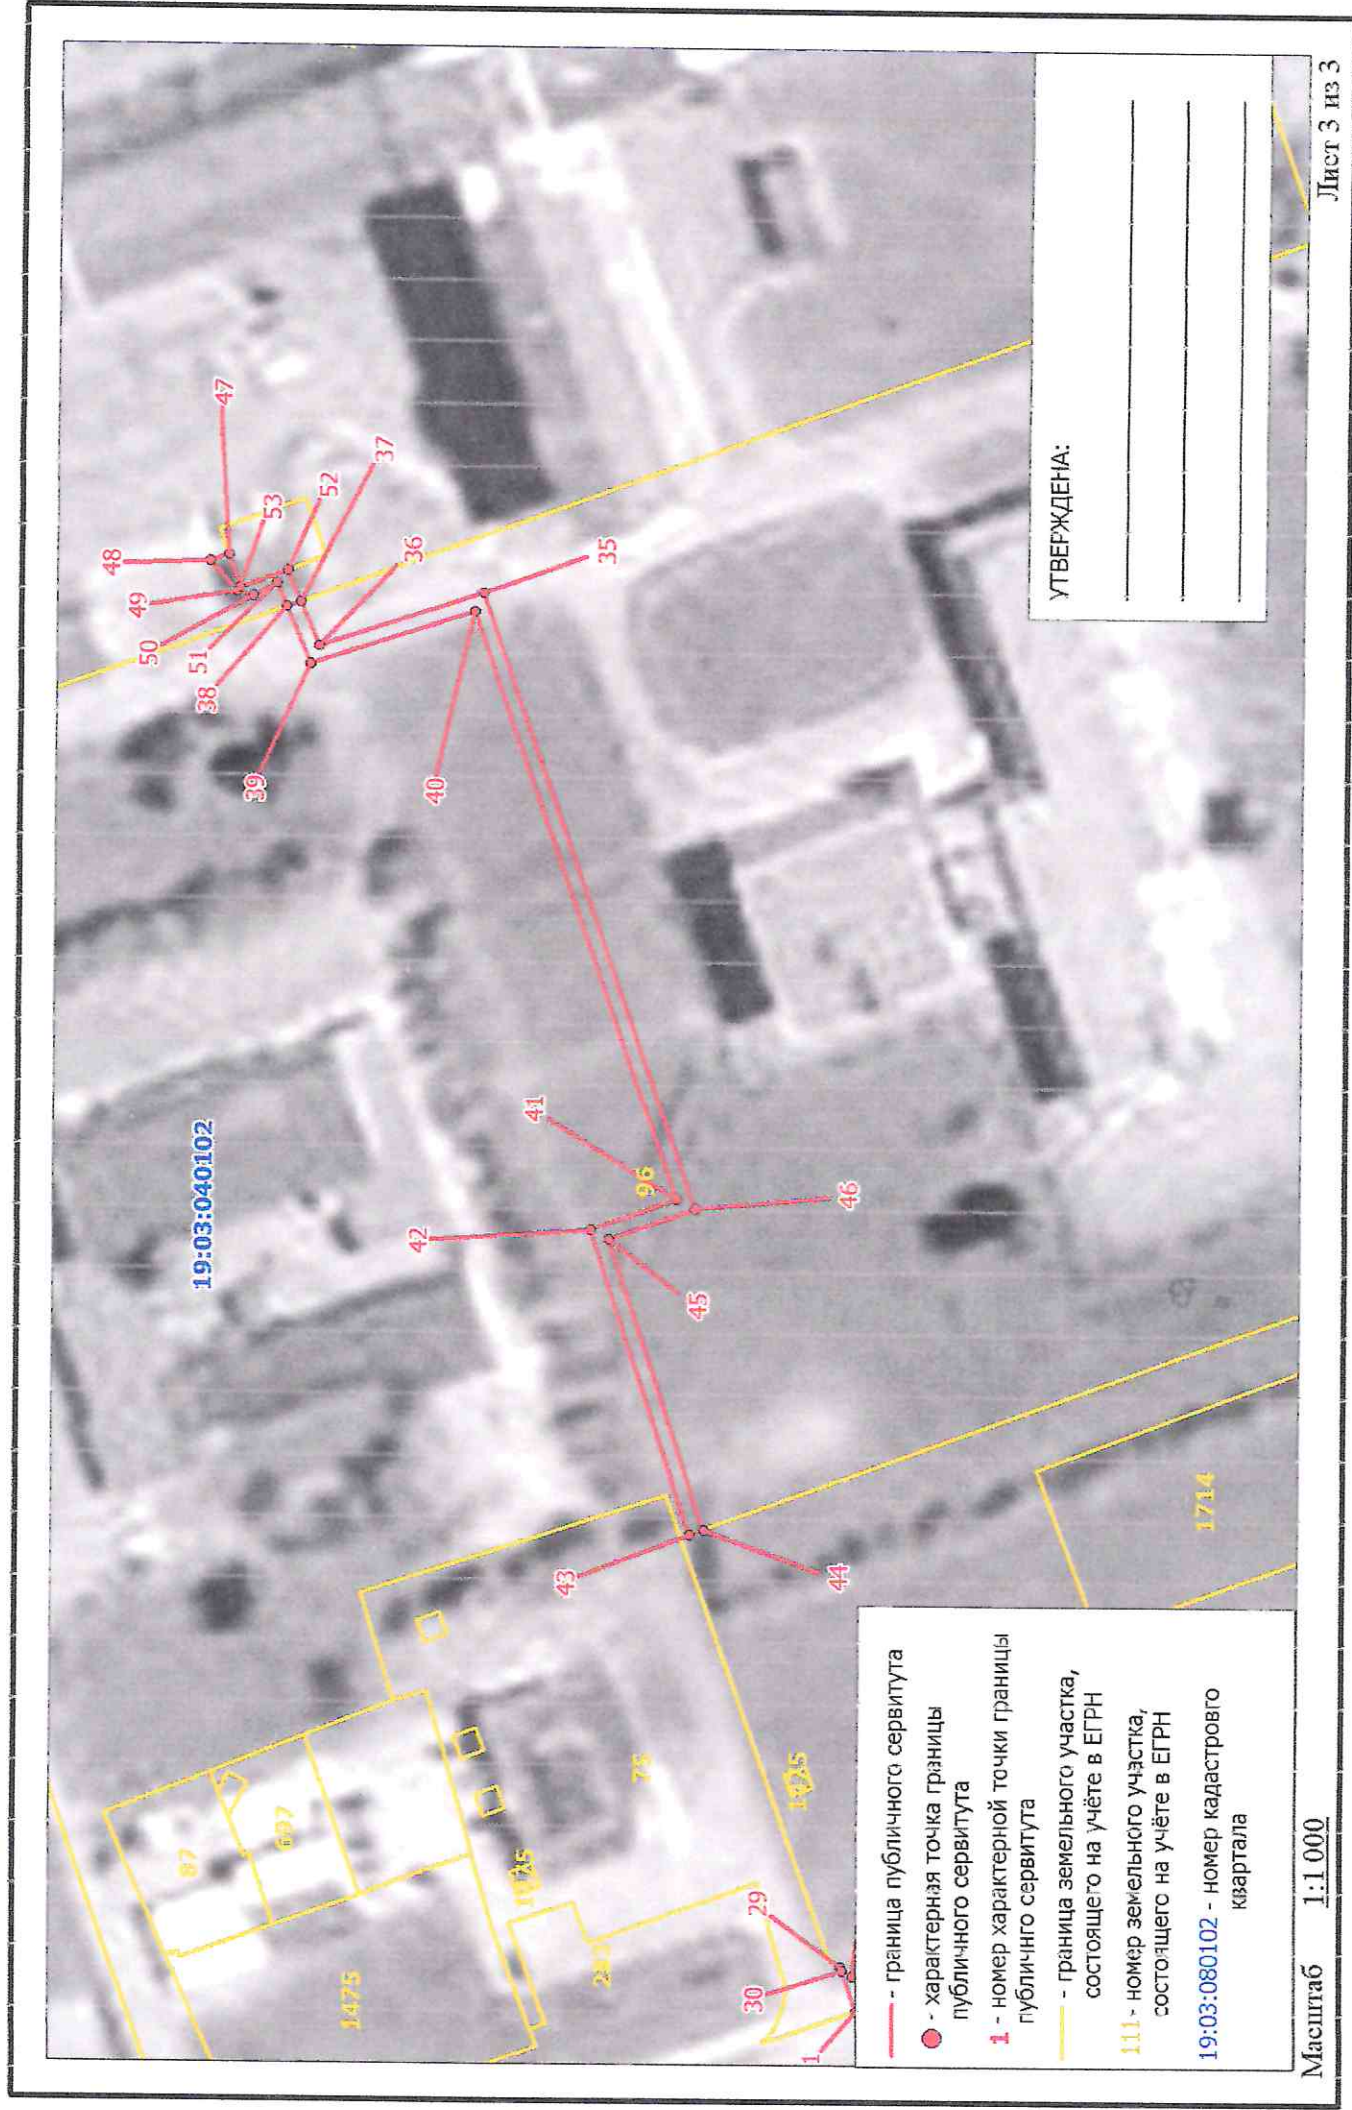 48
47
49
53
50
52
51
37
38
36
39
35
40
19:03:040102
41
96
42
46
45
43
44
1714
87
697
75
1475
29
30
1
УТВЕРЖДЕНА:
- граница публичного сервитута
- характерная точка границы
публичного сервитута
1 - номер характерной точки границы
публичнго сервитута
- граница земельного участка,
состоящего на учёте в ЕГРН
111 - номер земельного участка,
состоящего на учёте в ЕГРН
19:03:080102 - номер кадастрового
квартала
Масштаб 1:1 000
Лист 3 из 3